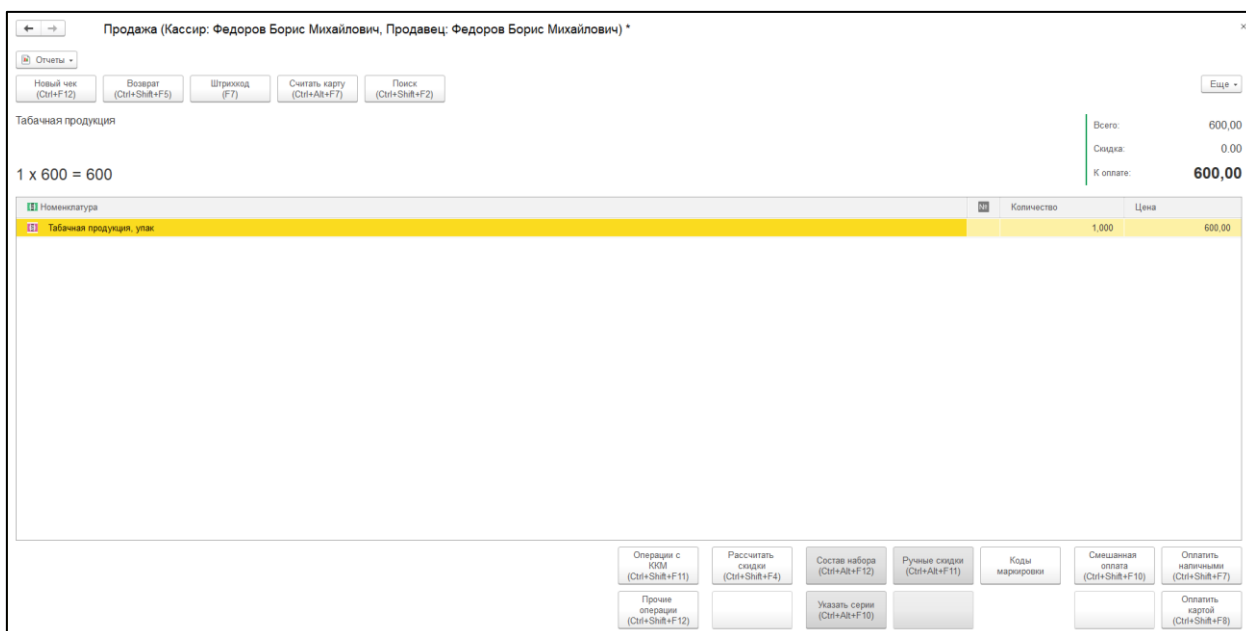 Продажа (Кассир: Федоров Борис Михайлович, Продавец: Федоров Борис Михайлович) *
Отчеты
Новый чек
(Ctrl+F12)
Возврат
(Ctrl+Shift+F5)
Штрихкод
(F7)
Считать карту
(Ctrl+Alt+F7)
Поиск
(Ctrl+Shift+F2)
Еще
Табачная продукция
Всего: 600,00
Скидка: 0.00
1 x 600 = 600
К оплате: 600,00
Номенклатура № Количество Цена
Табачная продукция, упак 1,000 600,00
Операции с
ККМ
(Ctrl+Shift+F11)
Рассчитать
скидки
(Ctrl+Shift+F4)
Состав набора
(Ctrl+Alt+F12)
Ручные скидки
(Ctrl+Alt+F11)
Коды
маркировки
Смешанная
оплата
(Ctrl+Shift+F10)
Оплатить
наличными
(Ctrl+Shift+F7)
Прочие
операции
(Ctrl+Shift+F12)
Указать серии
(Ctrl+Alt+F10)
Оплатить
картой
(Ctrl+Shift+F8)